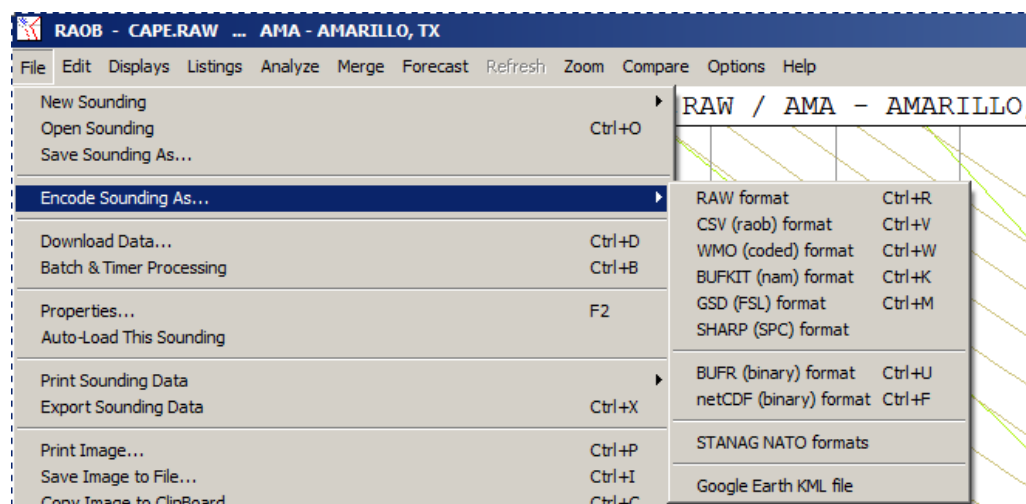 RAOB - CAPE.RAW ... AMA - AMARILLO, TX
File Edit Displays Listings Analyze Merge Forecast Refresh Zoom Compare Options Help
RAW / AMA - AMARILLO,
New Sounding
Open Sounding Ctrl+O
Save Sounding As...
Encode Sounding As...
Download Data... Ctrl+D
Batch & Timer Processing Ctrl+B
Properties... F2
Auto-Load This Sounding
Print Sounding Data
Export Sounding Data Ctrl+X
Print Image... Ctrl+P
Save Image to File... Ctrl+I
Copy Image to ClipBoard Ctrl+C
RAW format Ctrl+R
CSV (raob) format Ctrl+V
WMO (coded) format Ctrl+W
BUFKIT (nam) format Ctrl+K
GSD (FSL) format Ctrl+M
SHARP (SPC) format
BUFR (binary) format Ctrl+U
netCDF (binary) format Ctrl+F
STANAG NATO formats
Google Earth KML file